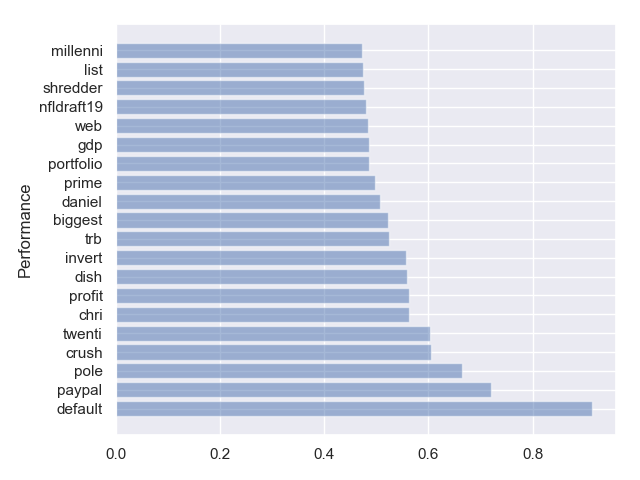 millenni
list
shredder
nfldraft19
web
gdp
portfolio
prime
daniel
biggest
trb
invert
dish
profit
chri
twenti
crush
pole
paypal
default
Performance
0.0 0.2 0.4 0.6 0.8